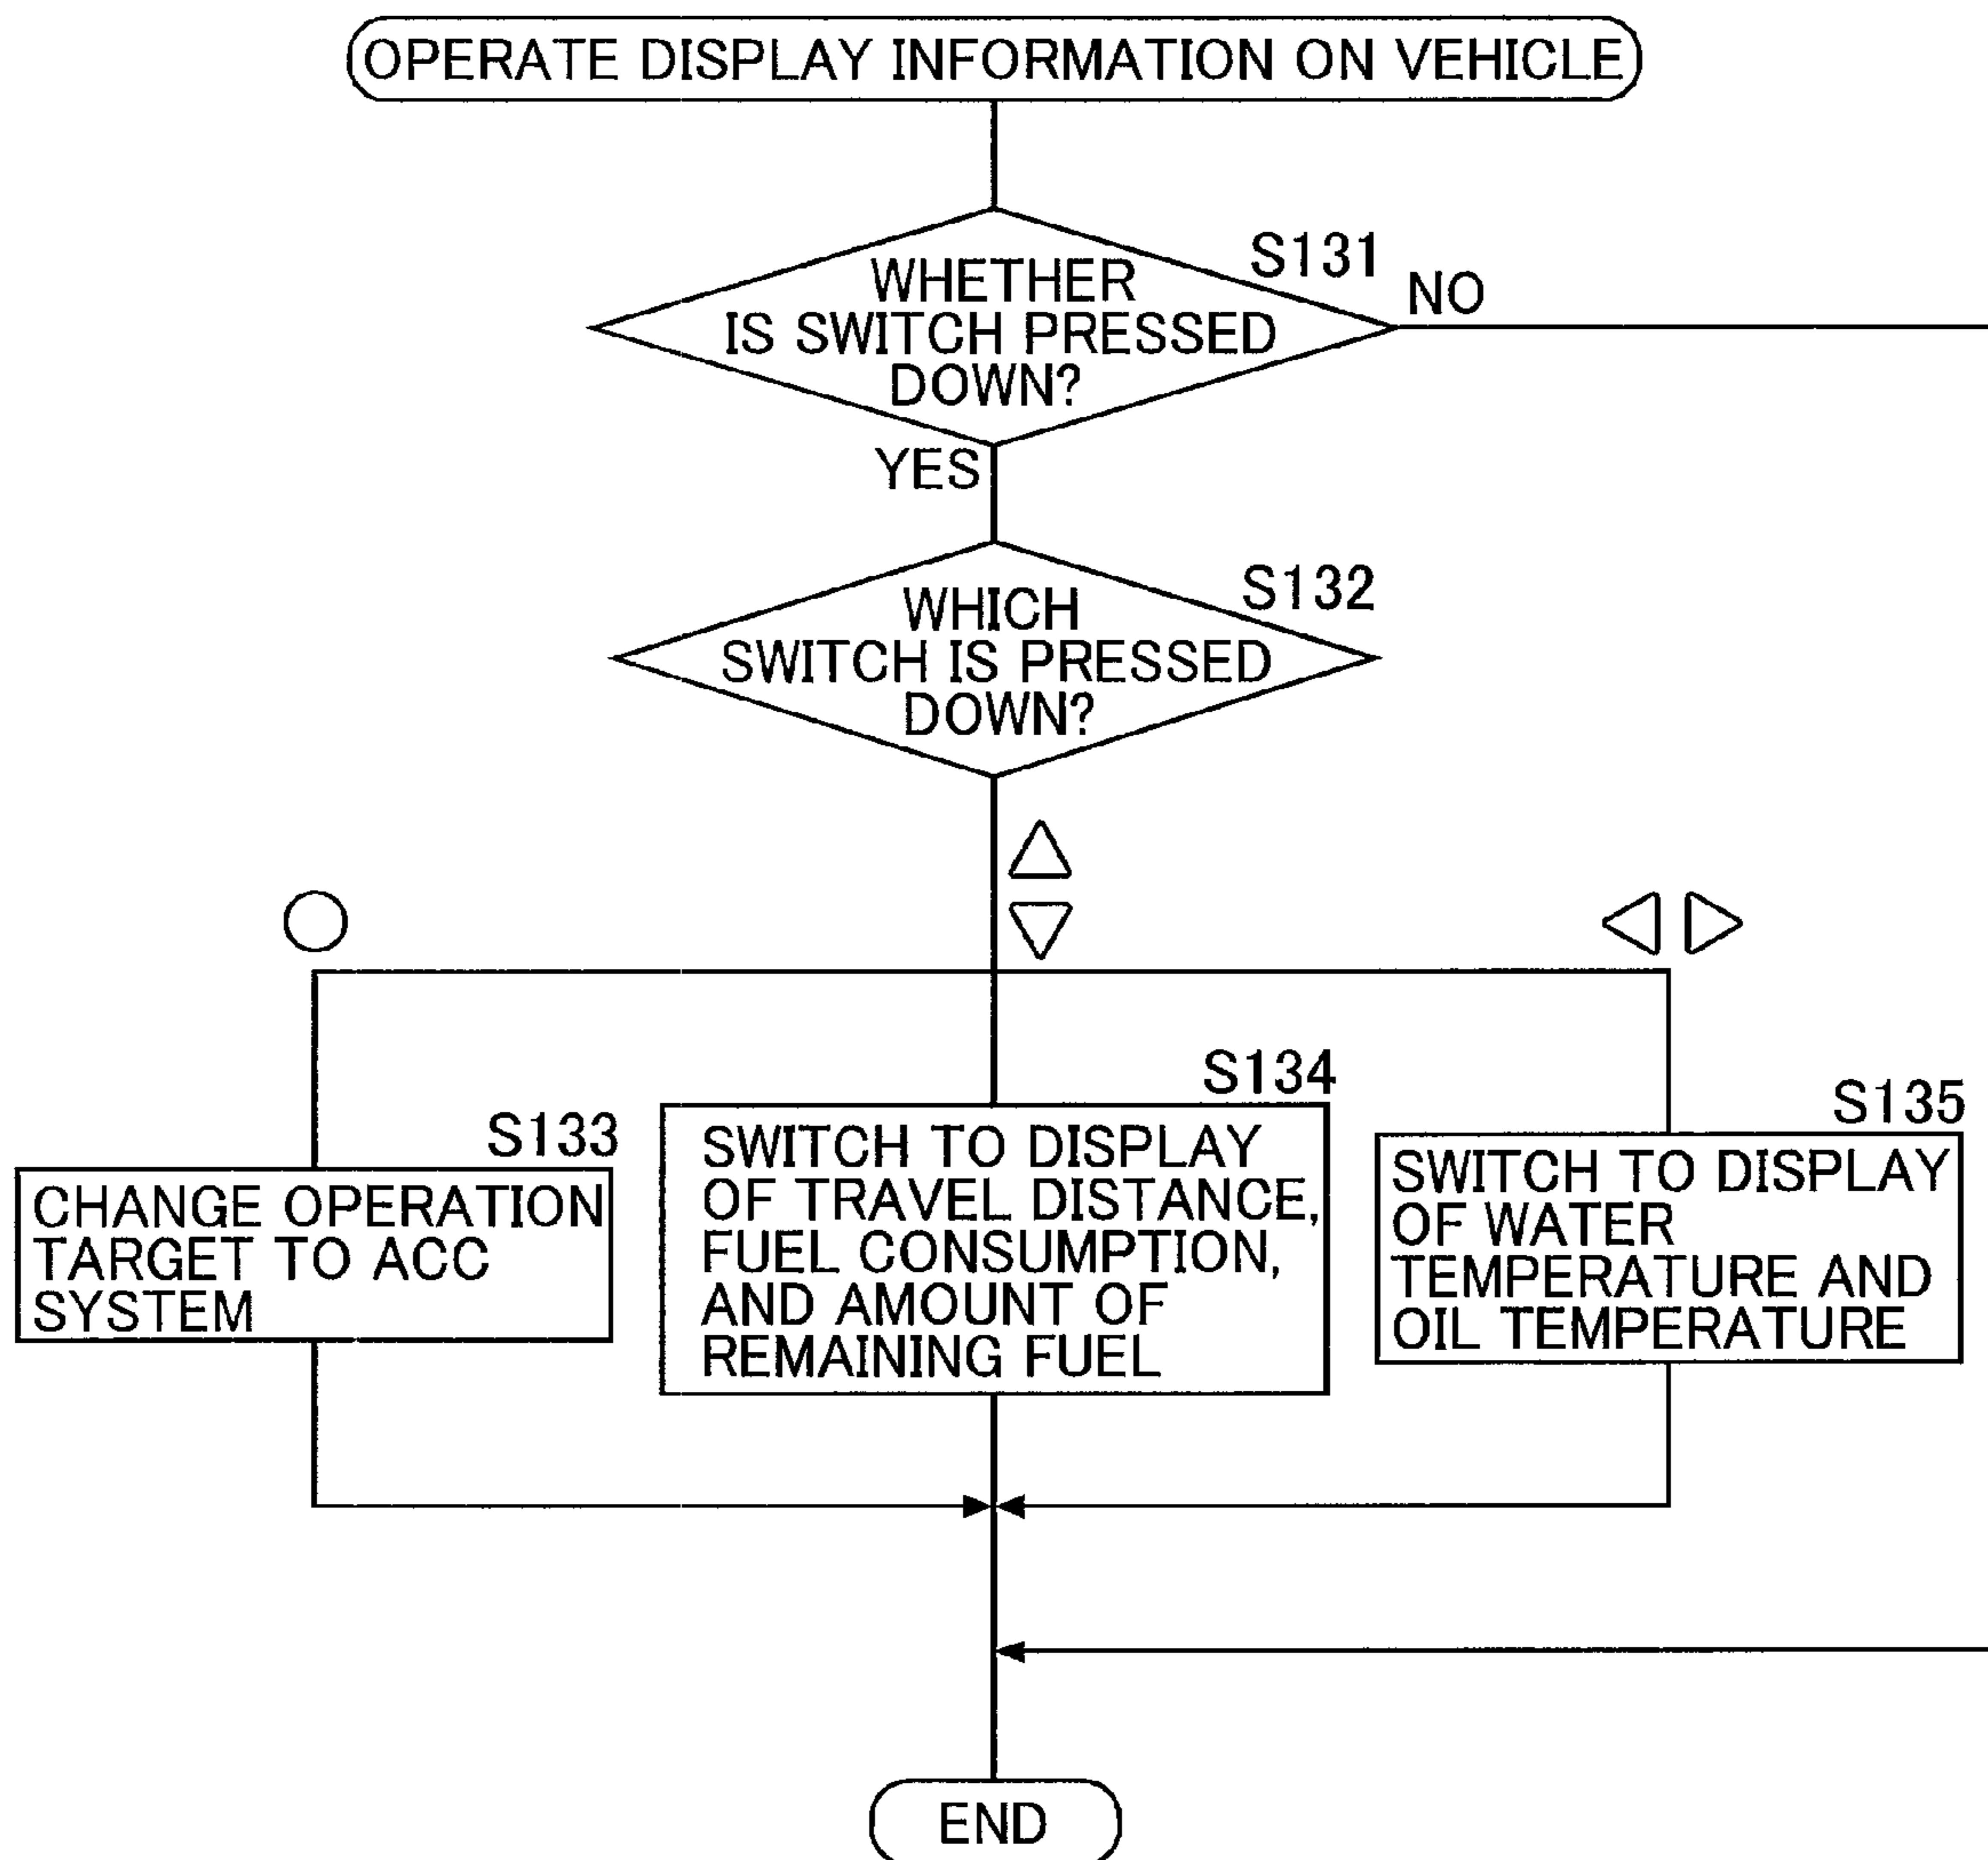 OPERATE DISPLAY INFORMATION ON VEHICLE
S131
WHETHER
IS SWITCH PRESSED
DOWN?
NO
YES
S132
WHICH
SWITCH IS PRESSED
DOWN?
S133
CHANGE OPERATION
TARGET TO ACC
SYSTEM
S134
SWITCH TO DISPLAY
OF TRAVEL DISTANCE,
FUEL CONSUMPTION,
AND AMOUNT OF
REMAINING FUEL
S135
SWITCH TO DISPLAY
OF WATER
TEMPERATURE AND
OIL TEMPERATURE
END